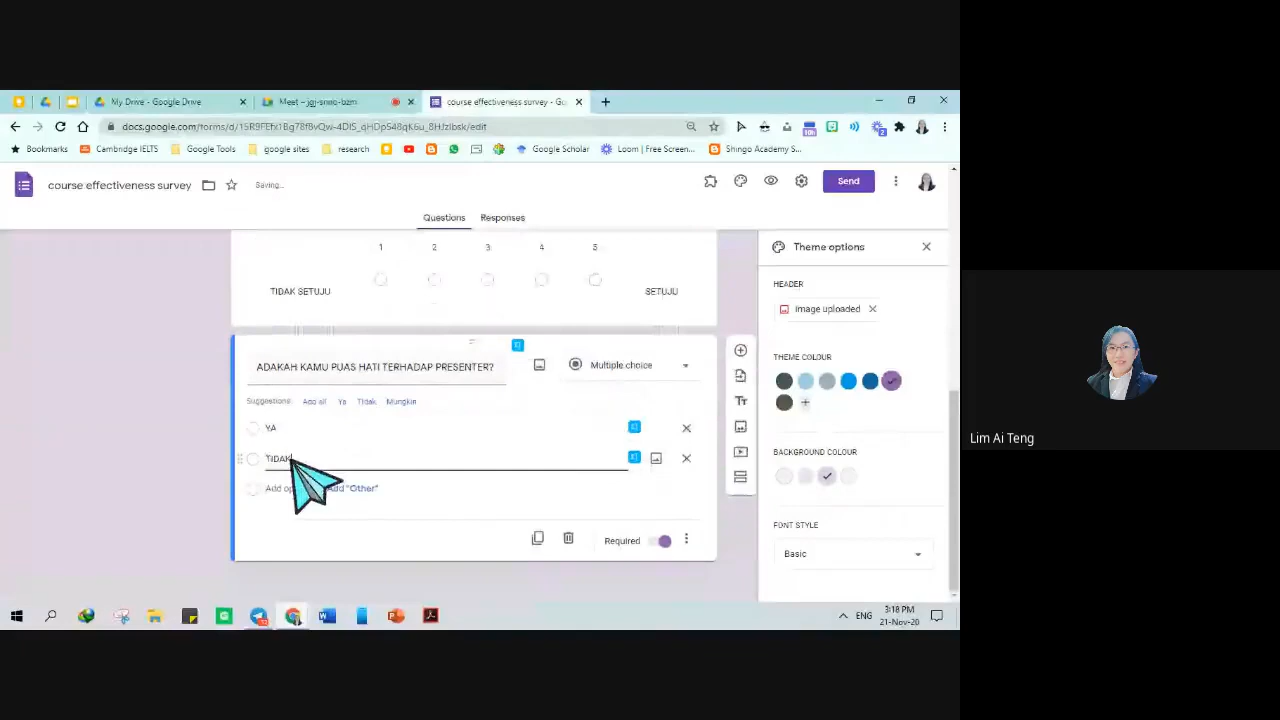 My Drive - Google Drive
course effectiveness survey - Go
Bookmarks
Cambridge IELTS
Google Tools
google sites
research
Google Scholar
Loom | Free Screen...
Shingo Academy S...
course effectiveness survey
Saving...
Send
Questions
Responses
Theme options
1
2
3
4
5
TIDAK SETUJU
SETUJU
HEADER
Image uploaded
THEME COLOUR
ADAKAH KAMU PUAS HATI TERHADAP PRESENTER?
Multiple choice
Suggestions:
Add all
Ya
Tidak
Mungkin
YA
TIDAK
Add "Other"
Required
BACKGROUND COLOUR
FONT STYLE
Basic
ENG
3:18 PM
21-Nov-20
Lim Ai Teng